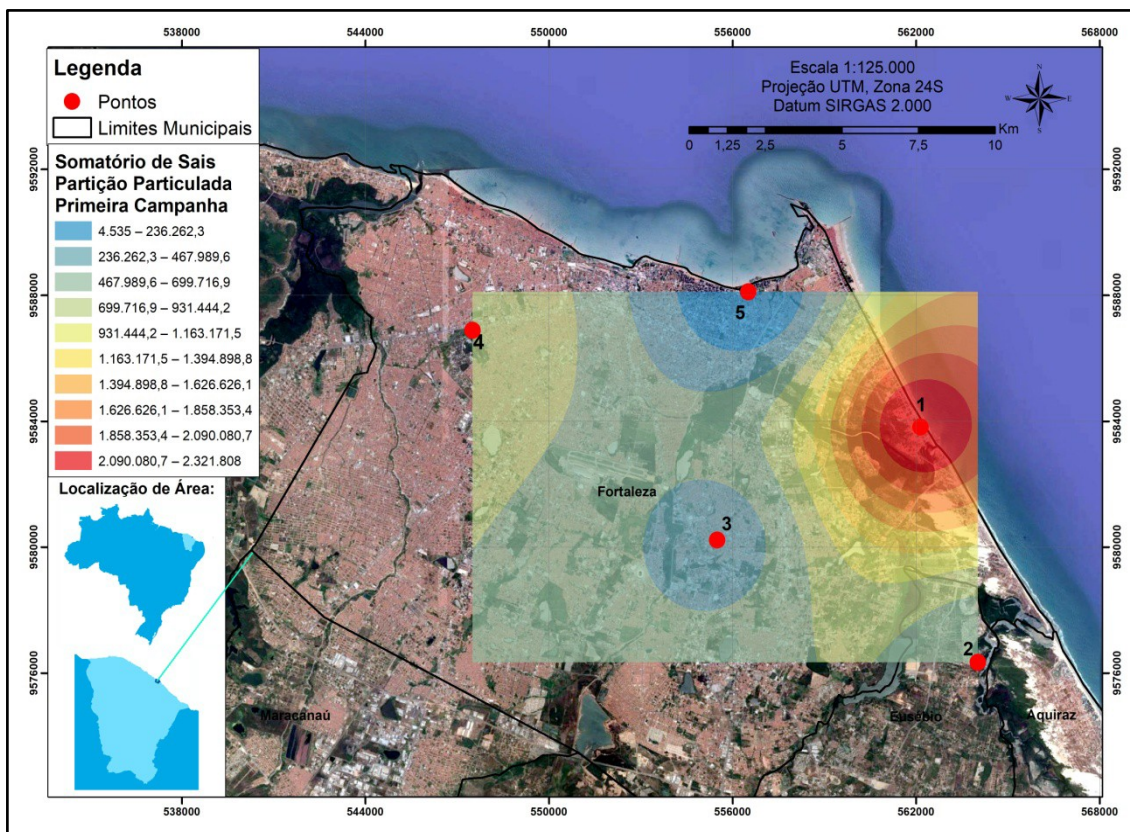 538000 544000 550000 556000 562000 568000
Legenda
Pontos
Limites Municipais
Somatório de Sais
Partição Particulada
Primeira Campanha
4.535 – 236.262,3
236.262,3 – 467.989,6
467.989,6 – 699.716,9
699.716,9 – 931.444,2
931.444,2 – 1.163.171,5
1.163.171,5 – 1.394.898,8
1.394.898,8 – 1.626.626,1
1.626.626,1 – 1.858.353,4
1.858.353,4 – 2.090.080,7
2.090.080,7 – 2.321.808
Localização de Área:
Escala 1:125.000
Projeção UTM, Zona 24S
Datum SIRGAS 2.000
N
W E
S
Km
0 1,25 2,5 5 7,5 10
9592000 9592000
9588000 9588000
5
4
9584000 9584000
1
Fortaleza
3
9580000 9580000
2
9576000 9576000
Maracanaú
Eusébio
Aquiraz
538000 544000 550000 556000 562000 568000